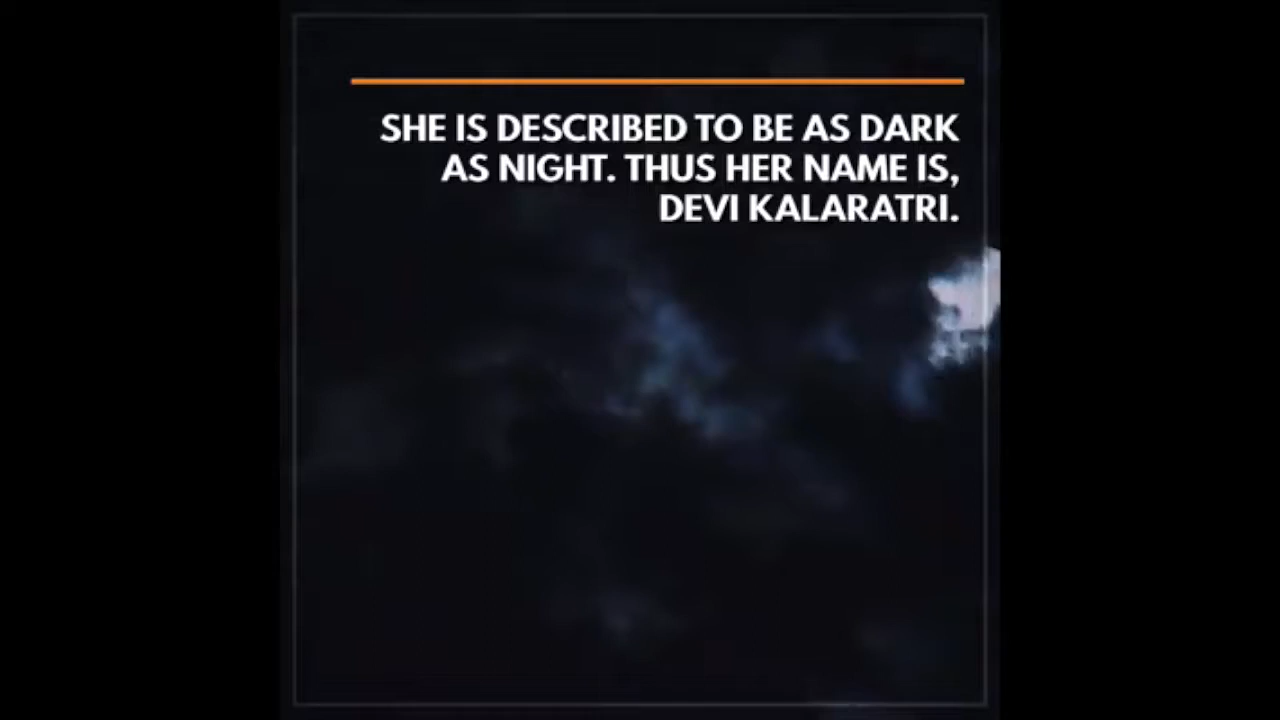 SHE IS DESCRIBED TO BE AS DARK
AS NIGHT. THUS HER NAME IS,
DEVI KALARATRI.